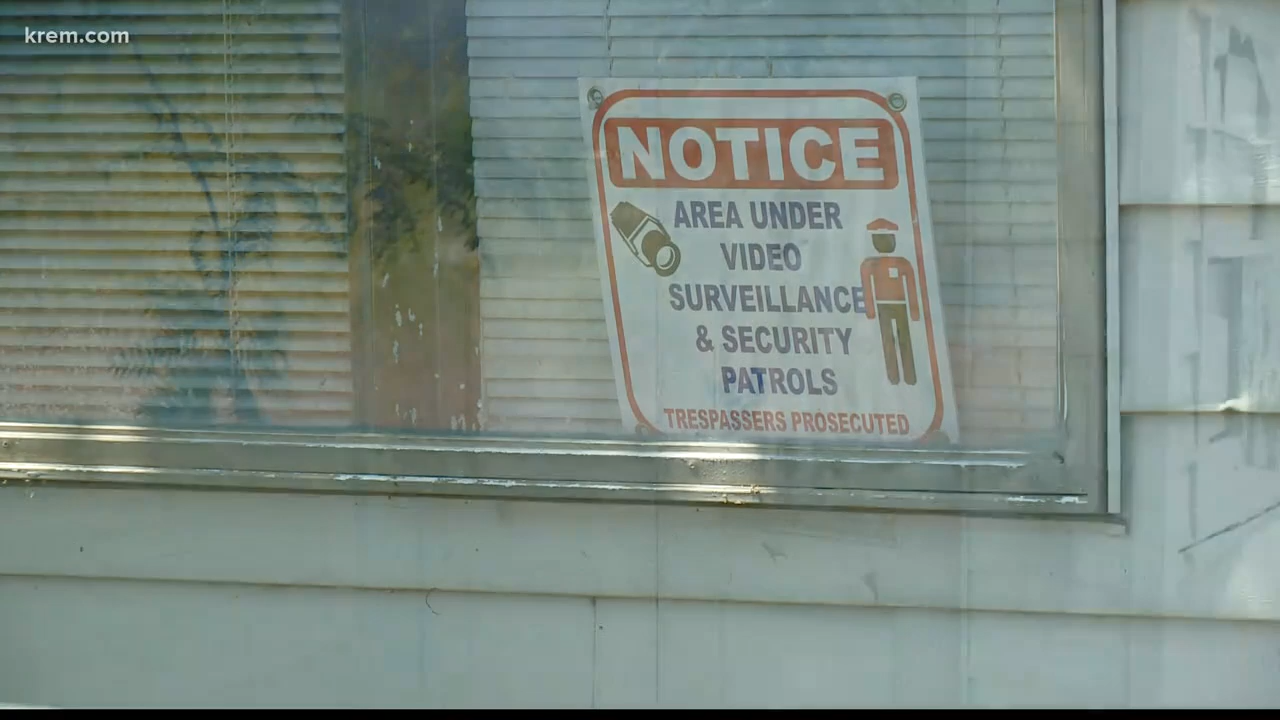 krem.com
NOTICE
AREA UNDER
VIDEO
SURVEILLANCE
& SECURITY
PATROLS
TRESPASSERS PROSECUTED